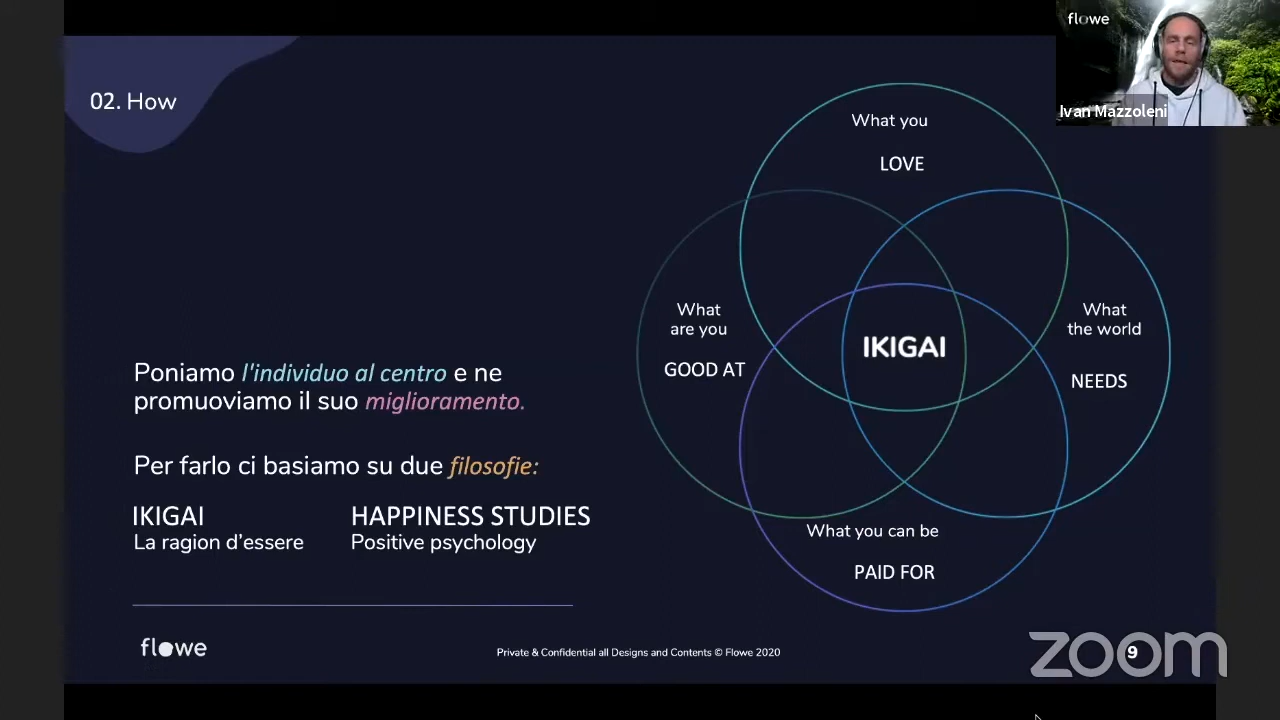 02. How
flowe
Ivan Mazzoleni
What you
LOVE
What
are you
GOOD AT
IKIGAI
What
the world
NEEDS
What you can be
PAID FOR
Poniamo l'individuo al centro e ne
promuoviamo il suo miglioramento.
Per farlo ci basiamo su due filosofie:
IKIGAI
La ragion d'essere
HAPPINESS STUDIES
Positive psychology
flowe
Private & Confidential all Designs and Contents © Flowe 2020
9
zoom